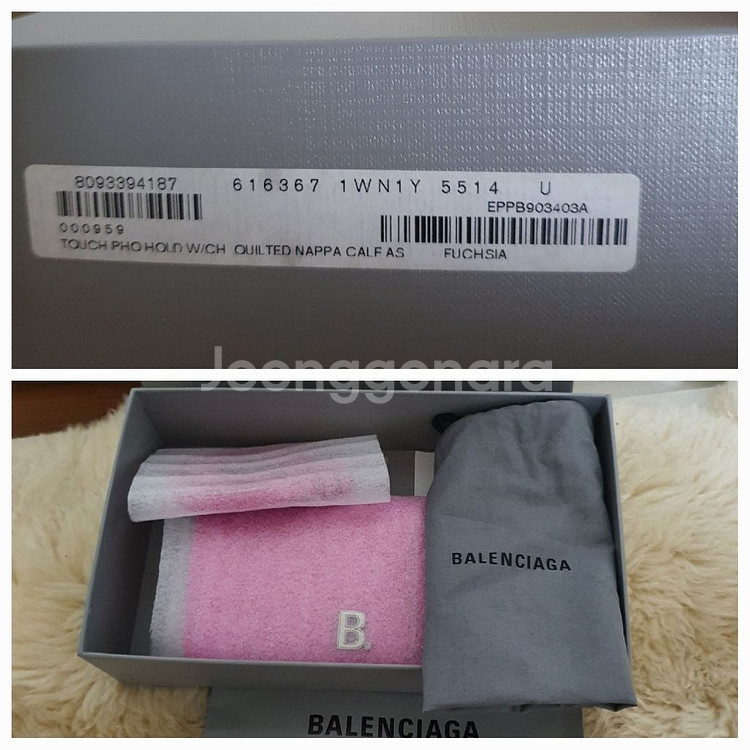 8093394187 616367 1WN1Y 5514 U
EPPB903403A
000959
TOUCH PHO HOLD W/CH QUILTED NAPPA CALF AS FUCHSIA
Joonggonara
BALENCIAGA
B.
BALENCIAGA